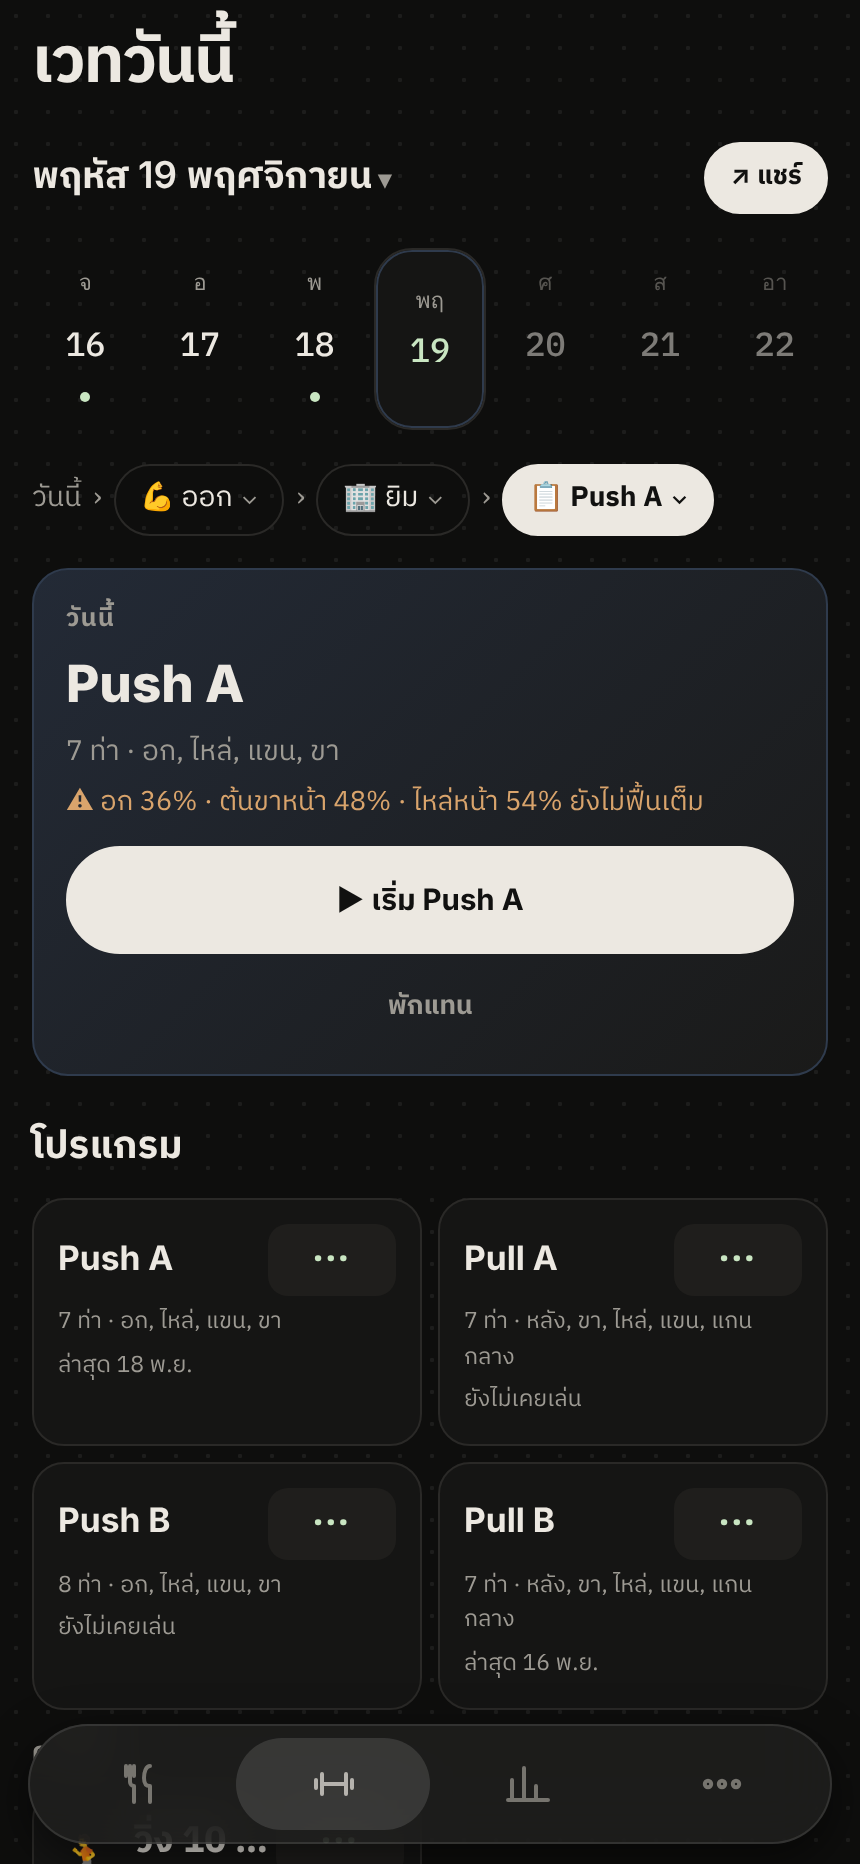 เวทวันนี้
พฤหัส 19 พฤศจิกายน ▾
↗ แชร์
จ อ พ พฤ ศ ส อา
16 17 18 19 20 21 22
วันนี้ › 💪 ออก › 🏢 ยิม › 📋 Push A
วันนี้
Push A
7 ท่า · อก, ไหล่, แขน, ขา
⚠ อก 36% · ต้นขาหน้า 48% · ไหล่หน้า 54% ยังไม่ฟื้นเต็ม
▶ เริ่ม Push A
พักแทน
โปรแกรม
Push A
7 ท่า · อก, ไหล่, แขน, ขา
ล่าสุด 18 พ.ย.
Pull A
7 ท่า · หลัง, ขา, ไหล่, แขน, แกน
กลาง
ยังไม่เคยเล่น
Push B
8 ท่า · อก, ไหล่, แขน, ขา
ยังไม่เคยเล่น
Pull B
7 ท่า · หลัง, ขา, ไหล่, แขน, แกน
กลาง
ล่าสุด 16 พ.ย.
วิ่ง 10 ...